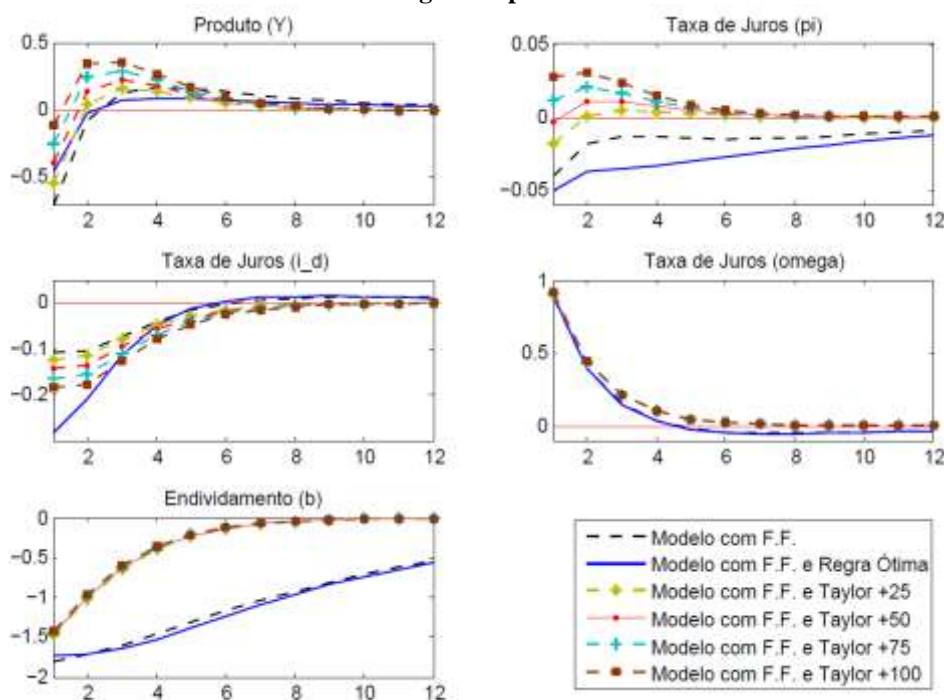 Produto (Y)
0.5
0
−0.5
2 4 6 8 10 12
Taxa de Juros (pi)
0.05
0
−0.05
2 4 6 8 10 12
Taxa de Juros (i_d)
0
−0.1
−0.2
2 4 6 8 10 12
Taxa de Juros (omega)
1
0.5
0
2 4 6 8 10 12
Endividamento (b)
0
−0.5
−1
−1.5
−2
2 4 6 8 10 12
Modelo com F.F.
Modelo com F.F. e Regra Ótima
Modelo com F.F. e Taylor +25
Modelo com F.F. e Taylor +50
Modelo com F.F. e Taylor +75
Modelo com F.F. e Taylor +100